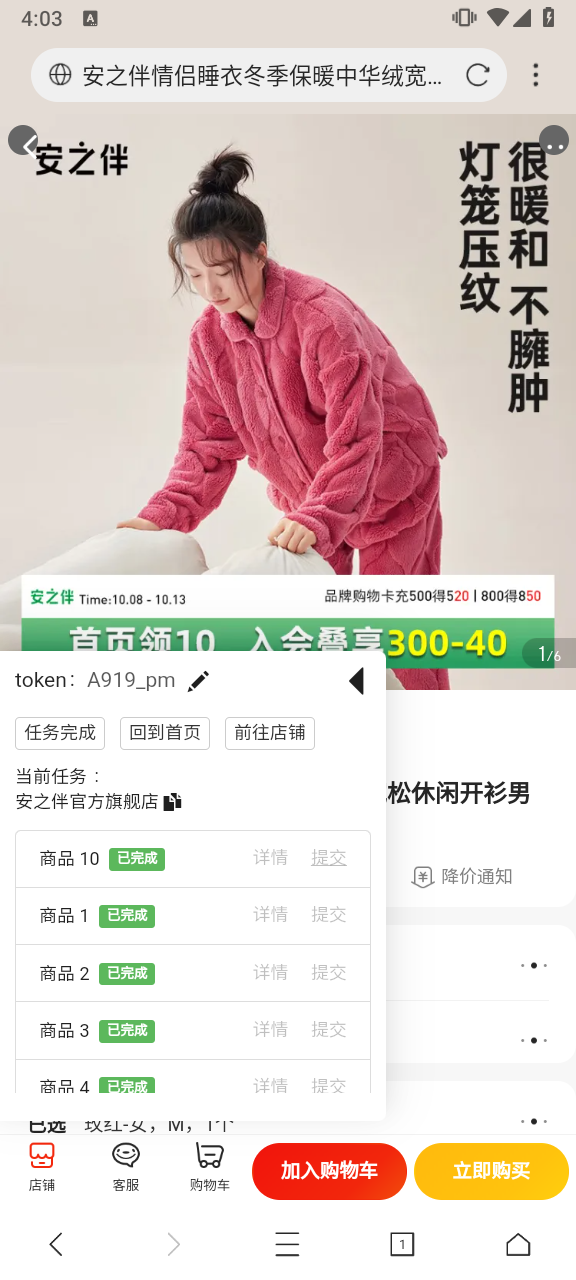 4:03
A
安之伴情侣睡衣冬季保暖中华绒宽...
安之伴
很暖和 不臃肿
灯笼压纹
安之伴 Time:10.08 - 10.13
品牌购物卡充500得520 | 800得850
首页领10 入会叠享300-40
1/6
token: A919_pm
任务完成
回到首页
前往店铺
当前任务：
安之伴官方旗舰店
松休闲开衫男
降价通知
商品 10 已完成 详情 提交
商品 1 已完成 详情 提交
商品 2 已完成 详情 提交
商品 3 已完成 详情 提交
商品 4 已完成 详情 提交
已选 玫红-女，M，1个
店铺
客服
购物车
加入购物车
立即购买
1